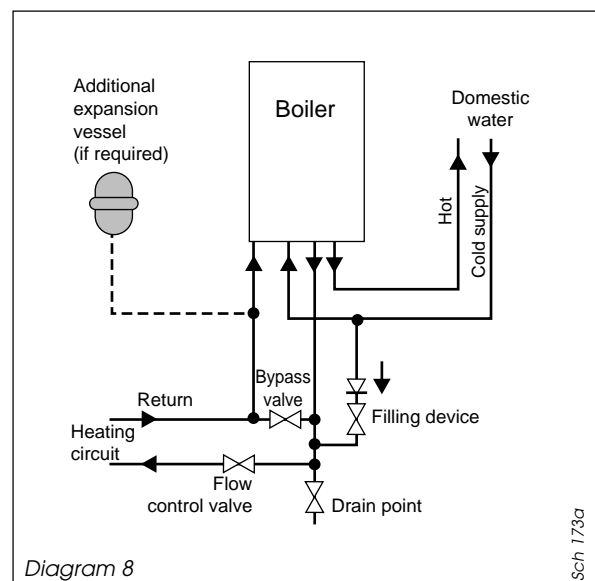 Additional
expansion
vessel
(if required)
Boiler
Domestic
water
Hot
Cold supply
Bypass
valve
Return
Filling device
Heating
circuit
Flow
control valve
Drain point
Diagram 8
Sch 173a